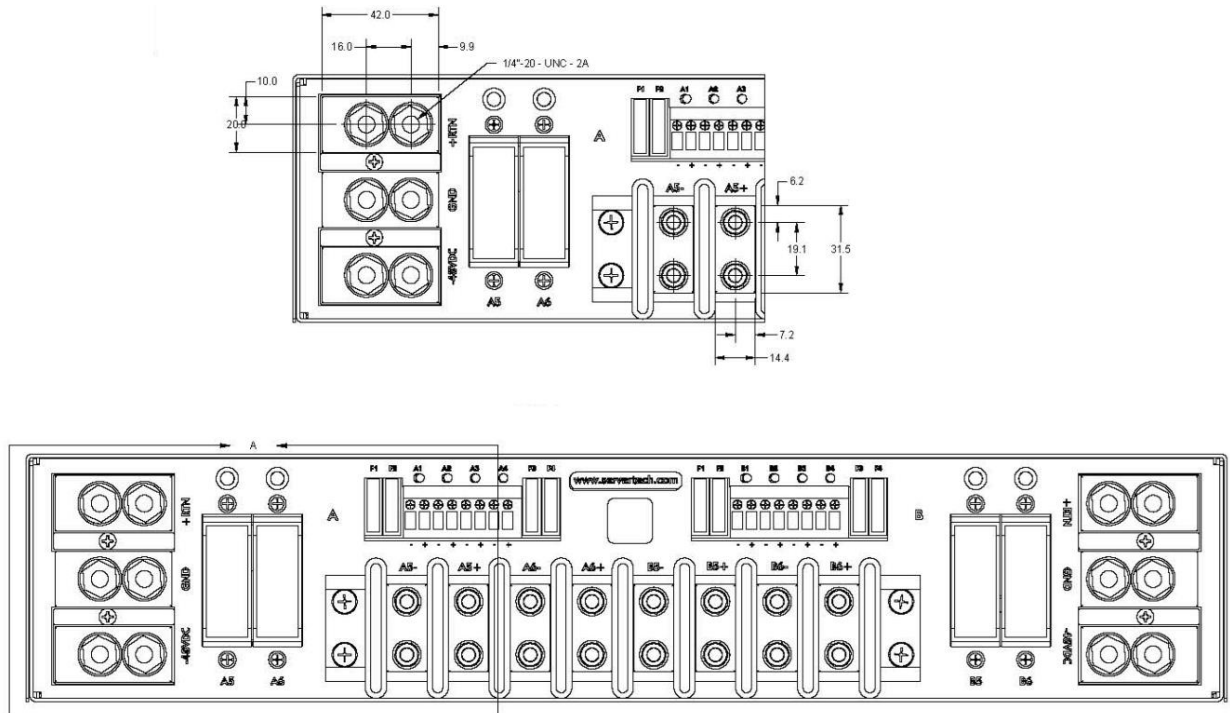 42.0
16.0
9.9
1/4"-20 - UNC - 2A
10.0
20.0
+RTN
GND
-48VDC
A5
A6
A
F1 F2 A1 A2 A3
- + - + - +
A5- A5+
6.2
19.1
31.5
7.2
14.4
A
+RTN
GND
-48VDC
A5
A6
A
F1 F2 A1 A2 A3 A4 F3 F4
- + - + - + - +
www.servertech.com
F1 F2 B1 B2 B3 B4 F3 F4
- + - + - + - +
B
A5- A5+ A6- A6+ B5- B5+ B6- B6+
B5
B6
+RTN
GND
-48VDC